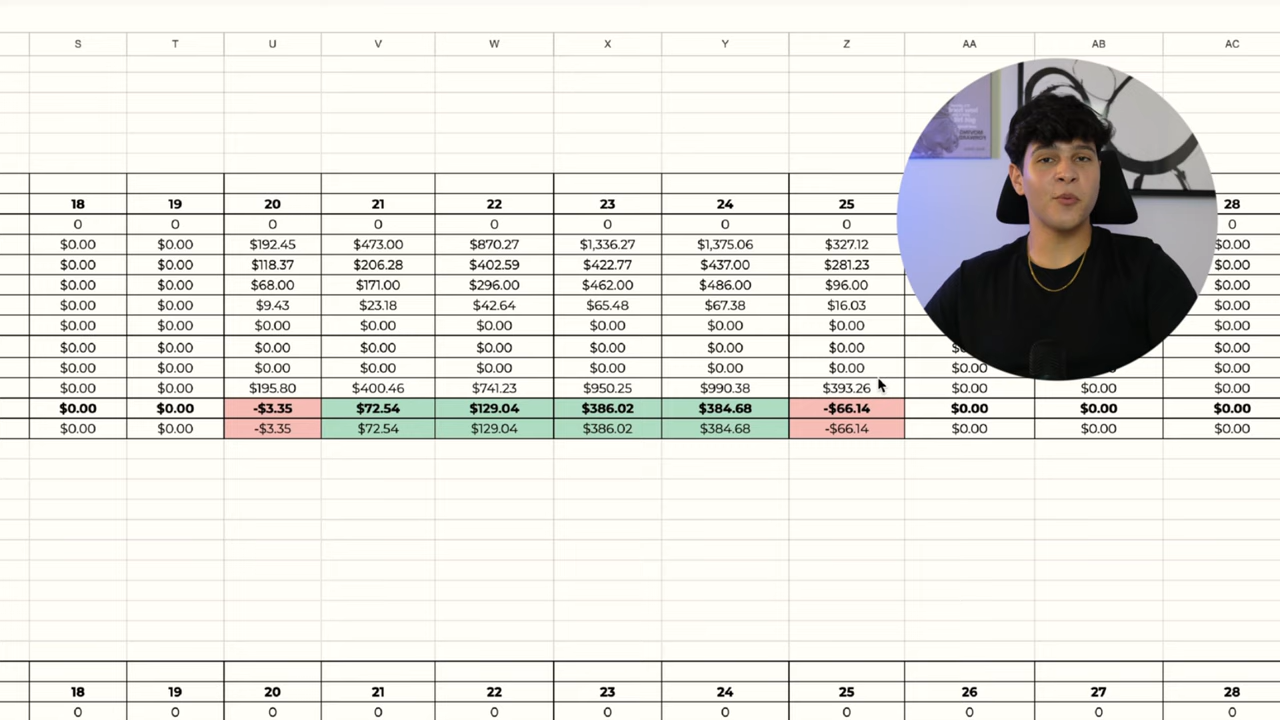 S T U V W X Y Z AA AB AC
18 19 20 21 22 23 24 25 28
0 0 0 0 0 0 0 0 0
$0.00 $0.00 $192.45 $473.00 $870.27 $1,336.27 $1,375.06 $327.12 $0.00
$0.00 $0.00 $118.37 $206.28 $402.59 $422.77 $437.00 $281.23 $0.00
$0.00 $0.00 $68.00 $171.00 $296.00 $462.00 $486.00 $96.00 $0.00
$0.00 $0.00 $9.43 $23.18 $42.64 $65.48 $67.38 $16.03 $0.00
$0.00 $0.00 $0.00 $0.00 $0.00 $0.00 $0.00 $0.00 $0.00
$0.00 $0.00 $0.00 $0.00 $0.00 $0.00 $0.00 $0.00 $0.00
$0.00 $0.00 $0.00 $0.00 $0.00 $0.00 $0.00 $0.00 $0.00 $0.00 $0.00
$0.00 $0.00 $195.80 $400.46 $741.23 $950.25 $990.38 $393.26 $0.00 $0.00 $0.00
$0.00 $0.00 -$3.35 $72.54 $129.04 $386.02 $384.68 -$66.14 $0.00 $0.00 $0.00
$0.00 $0.00 -$3.35 $72.54 $129.04 $386.02 $384.68 -$66.14 $0.00 $0.00 $0.00
18 19 20 21 22 23 24 25 26 27 28
0 0 0 0 0 0 0 0 0 0 0